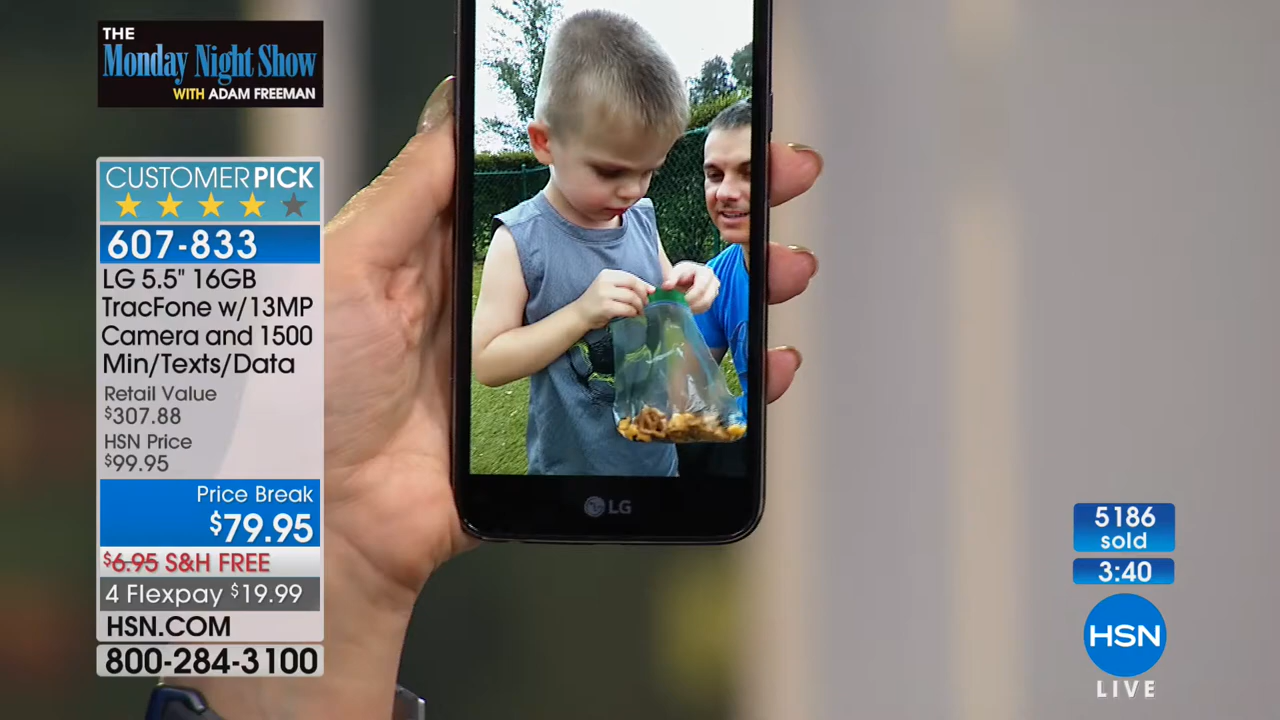 THE
Monday Night Show
WITH ADAM FREEMAN
CUSTOMER PICK
607-833
LG 5.5" 16GB
TracFone w/13MP
Camera and 1500
Min/Texts/Data
Retail Value
$307.88
HSN Price
$99.95
Price Break
$79.95
$6.95 S&H FREE
4 Flexpay $19.99
HSN.COM
800-284-3100
LG
5186
sold
3:40
HSN
LIVE